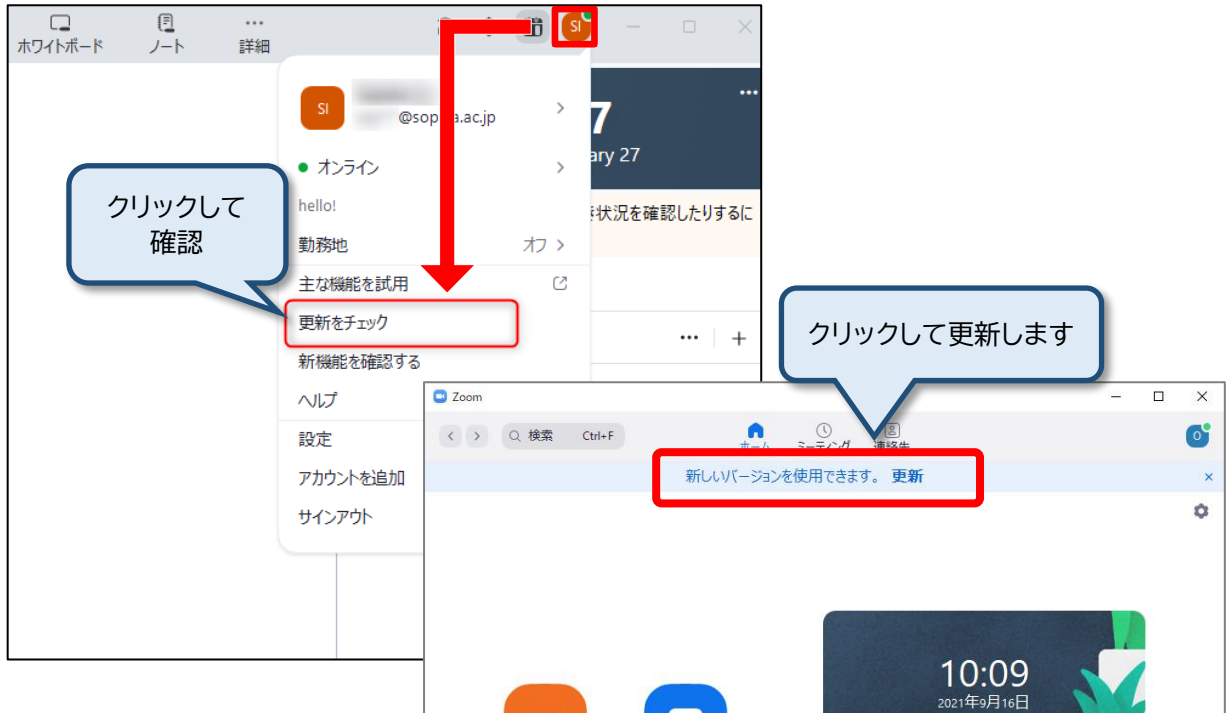 ホワイトボード ノート 詳細
SI
SI
@sop
a.ac.jp
7
ary 27
オンライン
hello!
状況を確認したりするに
勤務地 オフ
主な機能を試用
更新をチェック
新機能を確認する
ヘルプ
設定
アカウントを追加
サインアウト
クリックして
確認
クリックして更新します
Zoom
検索 Ctrl+F
ホーム ミーティング 連絡先
O
新しいバージョンを使用できます。 更新
10:09
2021年9月16日